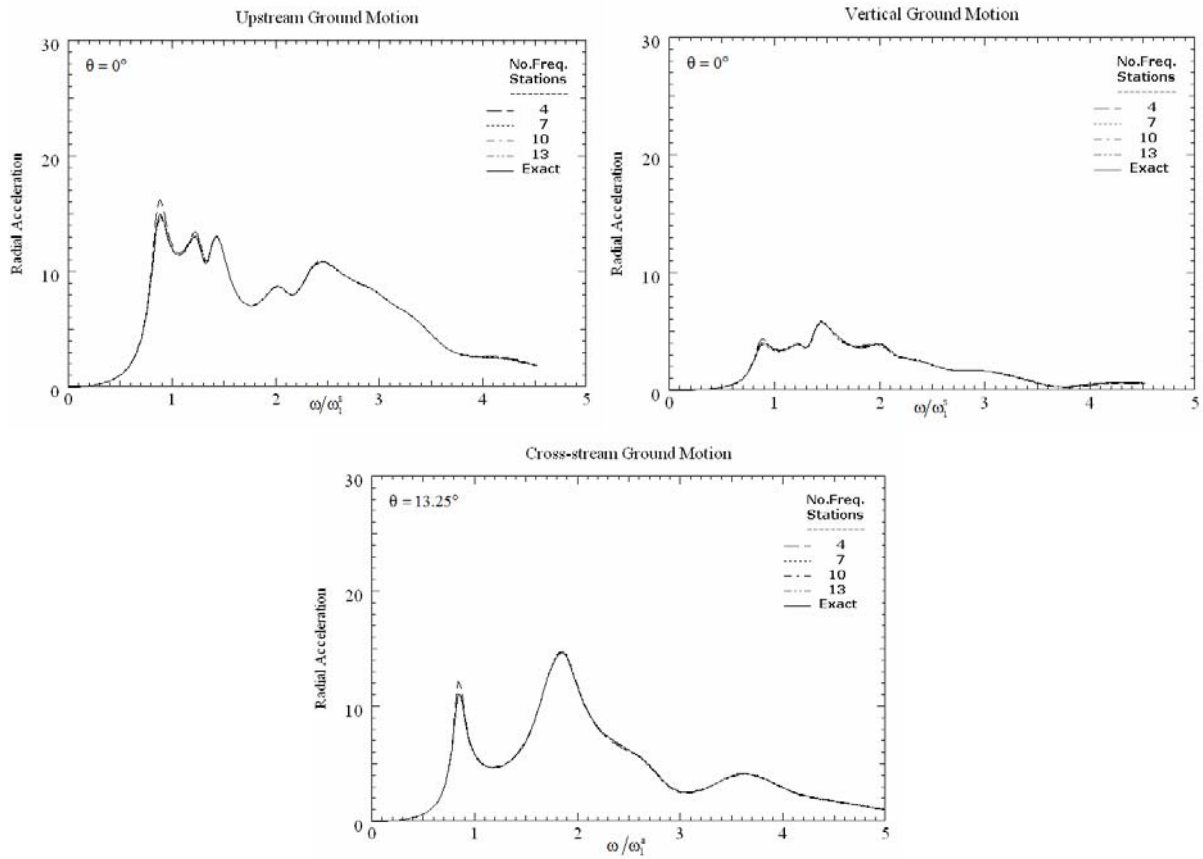 Upstream Ground Motion
30
20
10
0
Radial Acceleration
θ = 0°
No.Freq.
Stations
4
7
10
13
Exact
0 1 2 3 4 5
ω/ω₁ˢ
Vertical Ground Motion
30
20
10
0
Radial Acceleration
θ = 0°
No.Freq.
Stations
4
7
10
13
Exact
0 1 2 3 4 5
ω/ω₁ˢ
Cross-stream Ground Motion
30
20
10
0
Radial Acceleration
θ = 13.25°
No.Freq.
Stations
4
7
10
13
Exact
0 1 2 3 4 5
ω/ω₁ᵃ